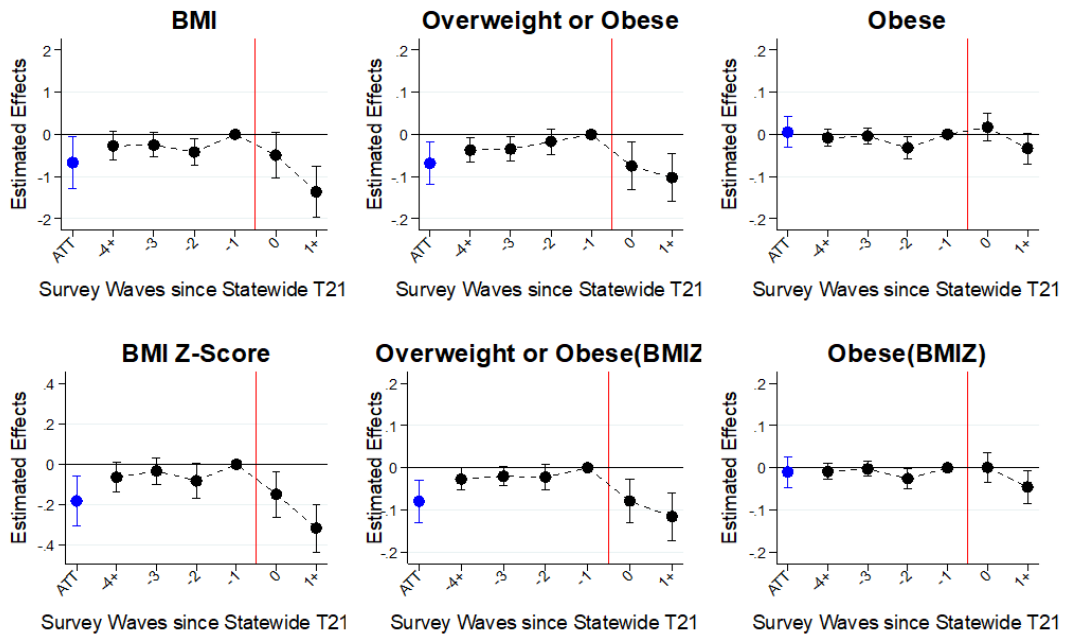 BMI
Estimated Effects
.2
.1
0
-.1
-.2
ATT
-4+
-3
-2
-1
0
1+
Survey Waves since Statewide T21
Overweight or Obese
Estimated Effects
.2
.1
0
-.1
-.2
ATT
-4+
-3
-2
-1
0
1+
Survey Waves since Statewide T21
Obese
Estimated Effects
.2
.1
0
-.1
-.2
ATT
-4+
-3
-2
-1
0
1+
Survey Waves since Statewide T21
BMI Z-Score
Estimated Effects
.4
.2
0
-.2
-.4
ATT
-4+
-3
-2
-1
0
1+
Survey Waves since Statewide T21
Overweight or Obese(BMIZ
Estimated Effects
.2
.1
0
-.1
-.2
ATT
-4+
-3
-2
-1
0
1+
Survey Waves since Statewide T21
Obese(BMIZ)
Estimated Effects
.2
.1
0
-.1
-.2
ATT
-4+
-3
-2
-1
0
1+
Survey Waves since Statewide T21